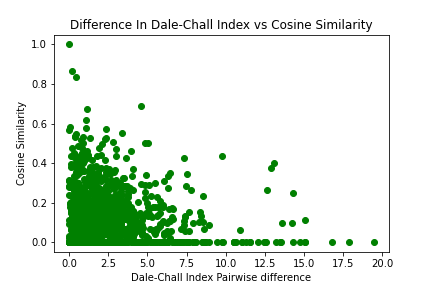 Difference In Dale-Chall Index vs Cosine Similarity
1.0
0.8
0.6
0.4
0.2
0.0
Cosine Similarity
0.0 2.5 5.0 7.5 10.0 12.5 15.0 17.5 20.0
Dale-Chall Index Pairwise difference